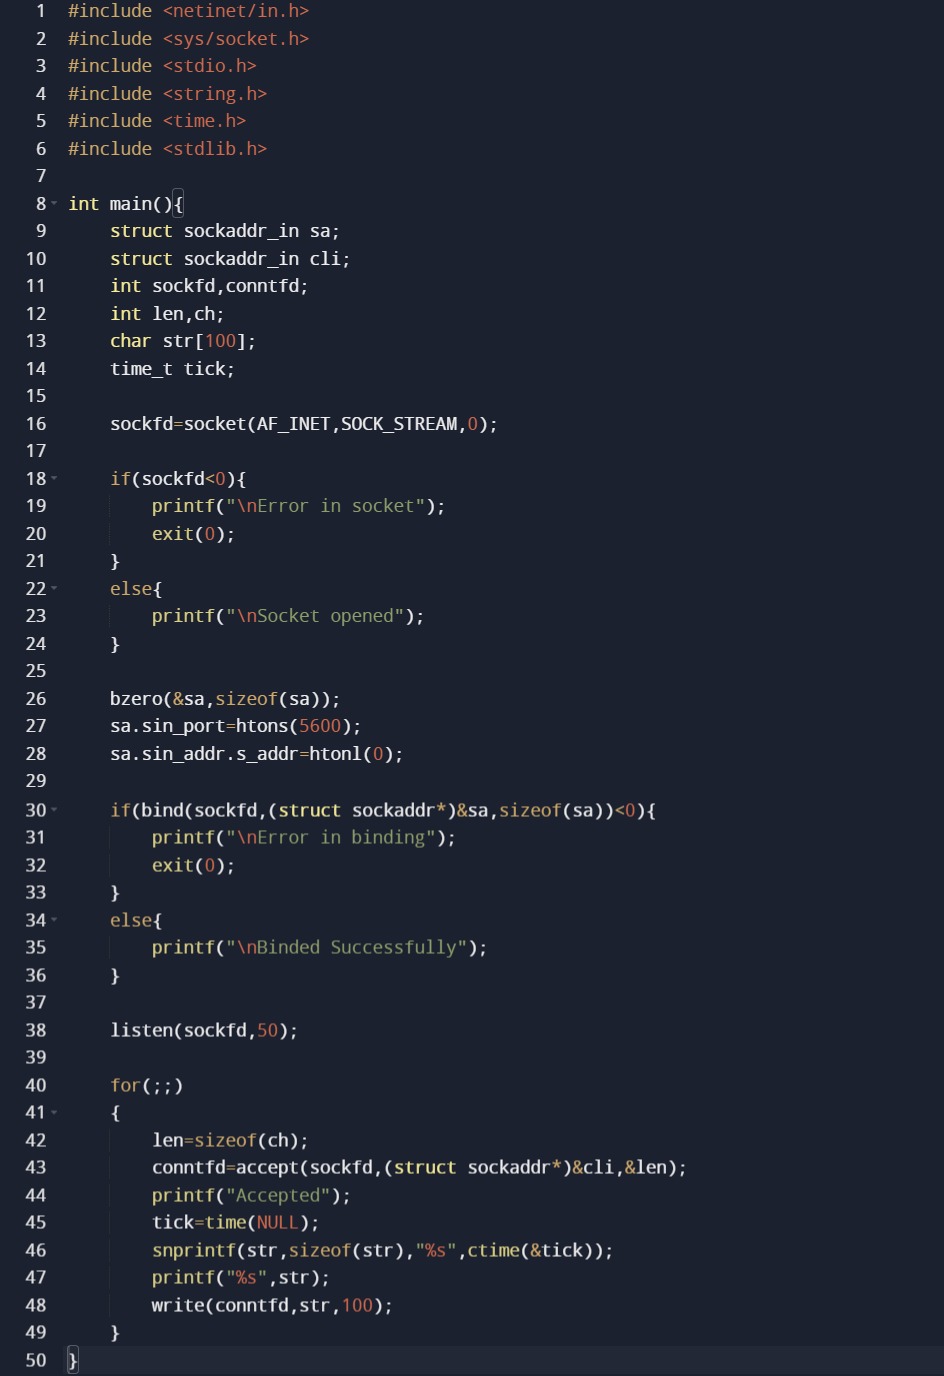 1 #include <netinet/in.h>
2 #include <sys/socket.h>
3 #include <stdio.h>
4 #include <string.h>
5 #include <time.h>
6 #include <stdlib.h>
7
8 int main(){
9     struct sockaddr_in sa;
10     struct sockaddr_in cli;
11     int sockfd,conntfd;
12     int len,ch;
13     char str[100];
14     time_t tick;
15
16     sockfd=socket(AF_INET,SOCK_STREAM,0);
17
18     if(sockfd<0){
19         printf("\nError in socket");
20         exit(0);
21     }
22     else{
23         printf("\nSocket opened");
24     }
25
26     bzero(&sa,sizeof(sa));
27     sa.sin_port=htons(5600);
28     sa.sin_addr.s_addr=htonl(0);
29
30     if(bind(sockfd,(struct sockaddr*)&sa,sizeof(sa))<0){
31         printf("\nError in binding");
32         exit(0);
33     }
34     else{
35         printf("\nBinded Successfully");
36     }
37
38     listen(sockfd,50);
39
40     for(;;)
41     {
42         len=sizeof(ch);
43         conntfd=accept(sockfd,(struct sockaddr*)&cli,&len);
44         printf("Accepted");
45         tick=time(NULL);
46         snprintf(str,sizeof(str),"%s",ctime(&tick));
47         printf("%s",str);
48         write(conntfd,str,100);
49     }
50 }